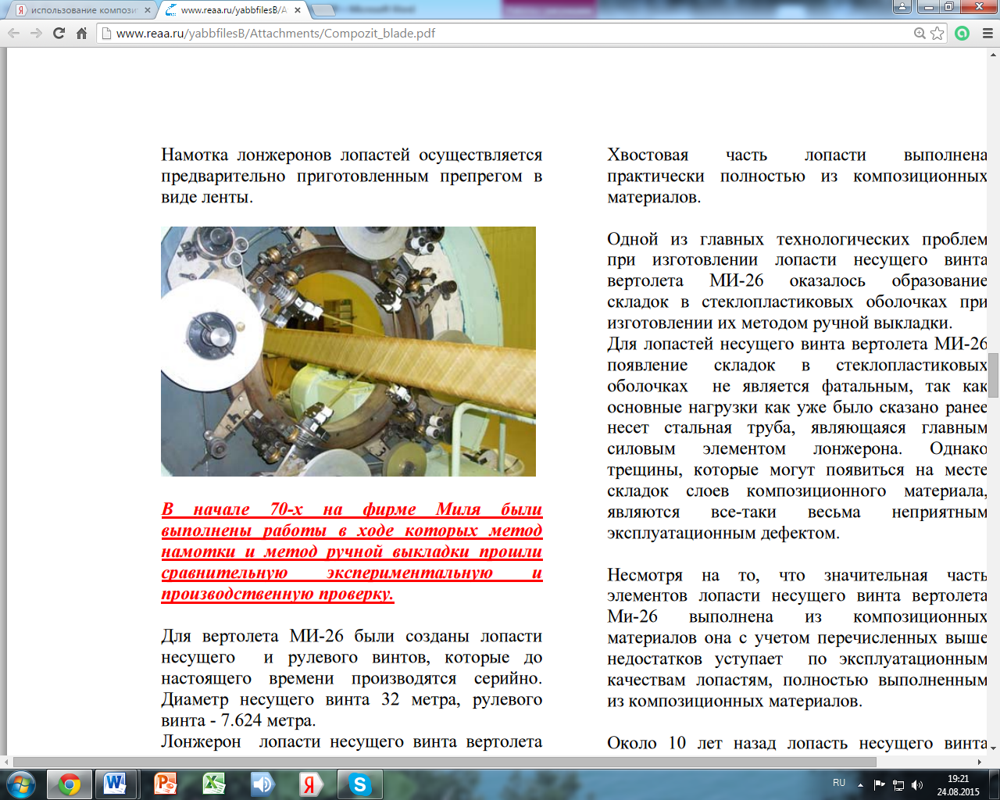 использование композит
www.reaa.ru/yabbfilesB/A
www.reaa.ru/yabbfilesB/Attachments/Compozit_blade.pdf
Намотка лонжеронов лопастей осуществляется
предварительно приготовленным препрегом в
виде ленты.
В начале 70-х на фирме Миля были
выполнены работы в ходе которых метод
намотки и метод ручной выкладки прошли
сравнительную экспериментальную и
производственную проверку.
Для вертолета МИ-26 были созданы лопасти
несущего и рулевого винтов, которые до
настоящего времени производятся серийно.
Диаметр несущего винта 32 метра, рулевого
винта - 7.624 метра.
Лонжерон лопасти несущего винта вертолета
Хвостовая часть лопасти выполнена
практически полностью из композиционных
материалов.
Одной из главных технологических проблем
при изготовлении лопасти несущего винта
вертолета МИ-26 оказалось образование
складок в стеклопластиковых оболочках при
изготовлении их методом ручной выкладки.
Для лопастей несущего винта вертолета МИ-26
появление складок в стеклопластиковых
оболочках не является фатальным, так как
основные нагрузки как уже было сказано ранее
несет стальная труба, являющаяся главным
силовым элементом лонжерона. Однако
трещины, которые могут появиться на месте
складок слоев композиционного материала,
являются все-таки весьма неприятным
эксплуатационным дефектом.
Несмотря на то, что значительная часть
элементов лопасти несущего винта вертолета
Ми-26 выполнена из композиционных
материалов она с учетом перечисленных выше
недостатков уступает по эксплуатационным
качествам лопастям, полностью выполненным
из композиционных материалов.
Около 10 лет назад лопасть несущего винта
RU
19:21
24.08.2015